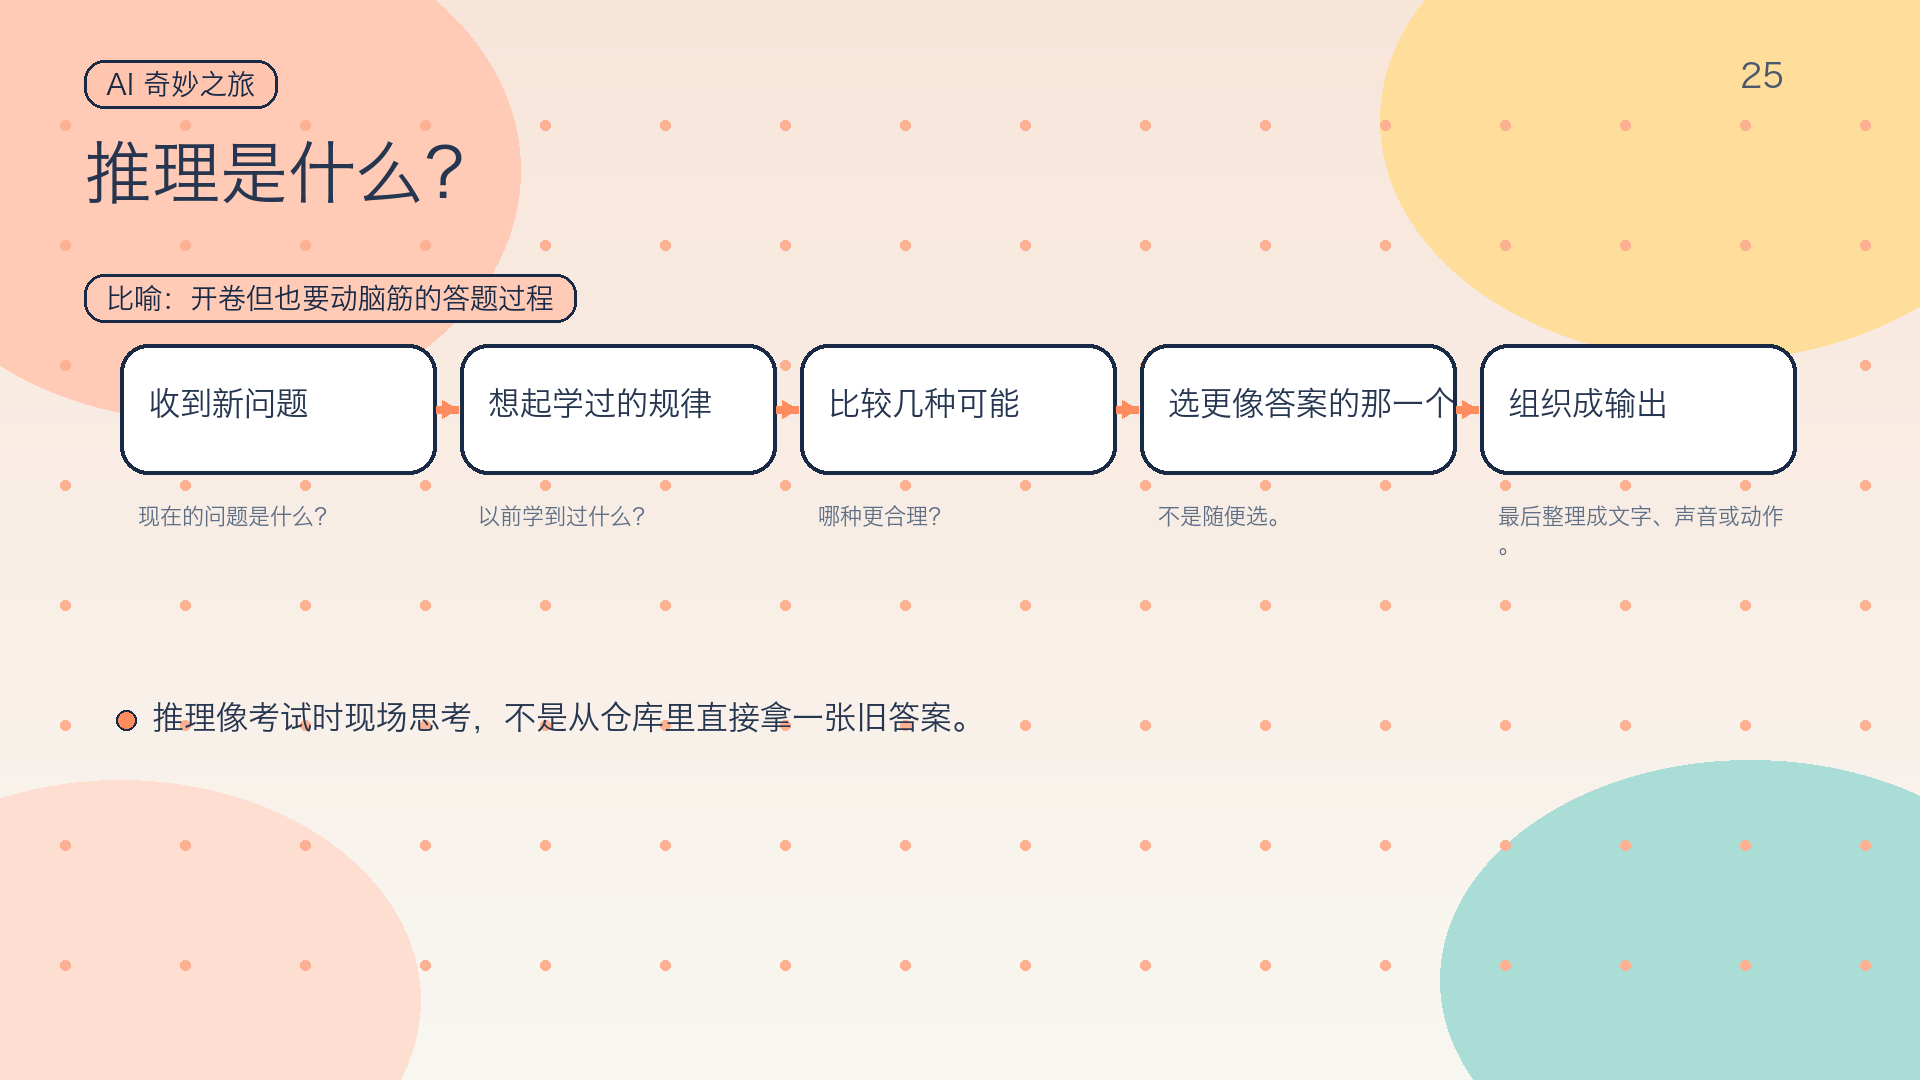 AI 奇妙之旅
25
推理是什么?
比喻：开卷但也要动脑筋的答题过程
收到新问题
想起学过的规律
比较几种可能
选更像答案的那一个
组织成输出
现在的问题是什么?
以前学到过什么?
哪种更合理?
不是随便选。
最后整理成文字、声音或动作
。
推理像考试时现场思考，不是从仓库里直接拿一张旧答案。